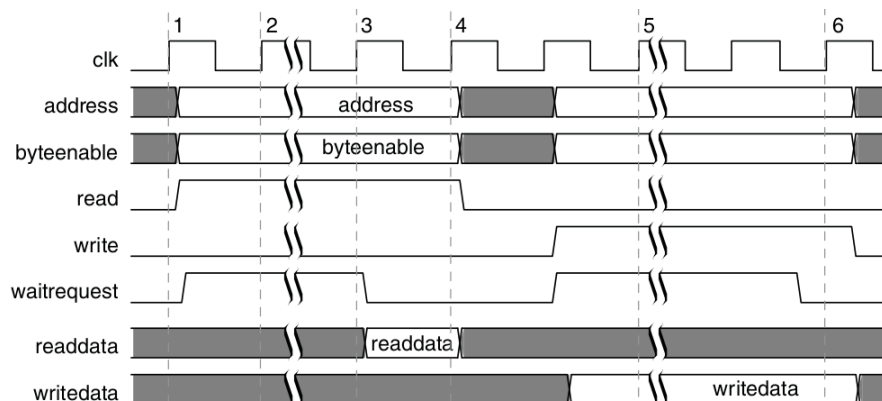 1 2 3 4 5 6
clk
address address
byteenable byteenable
read
write
waitrequest
readdata readdata
writedata writedata